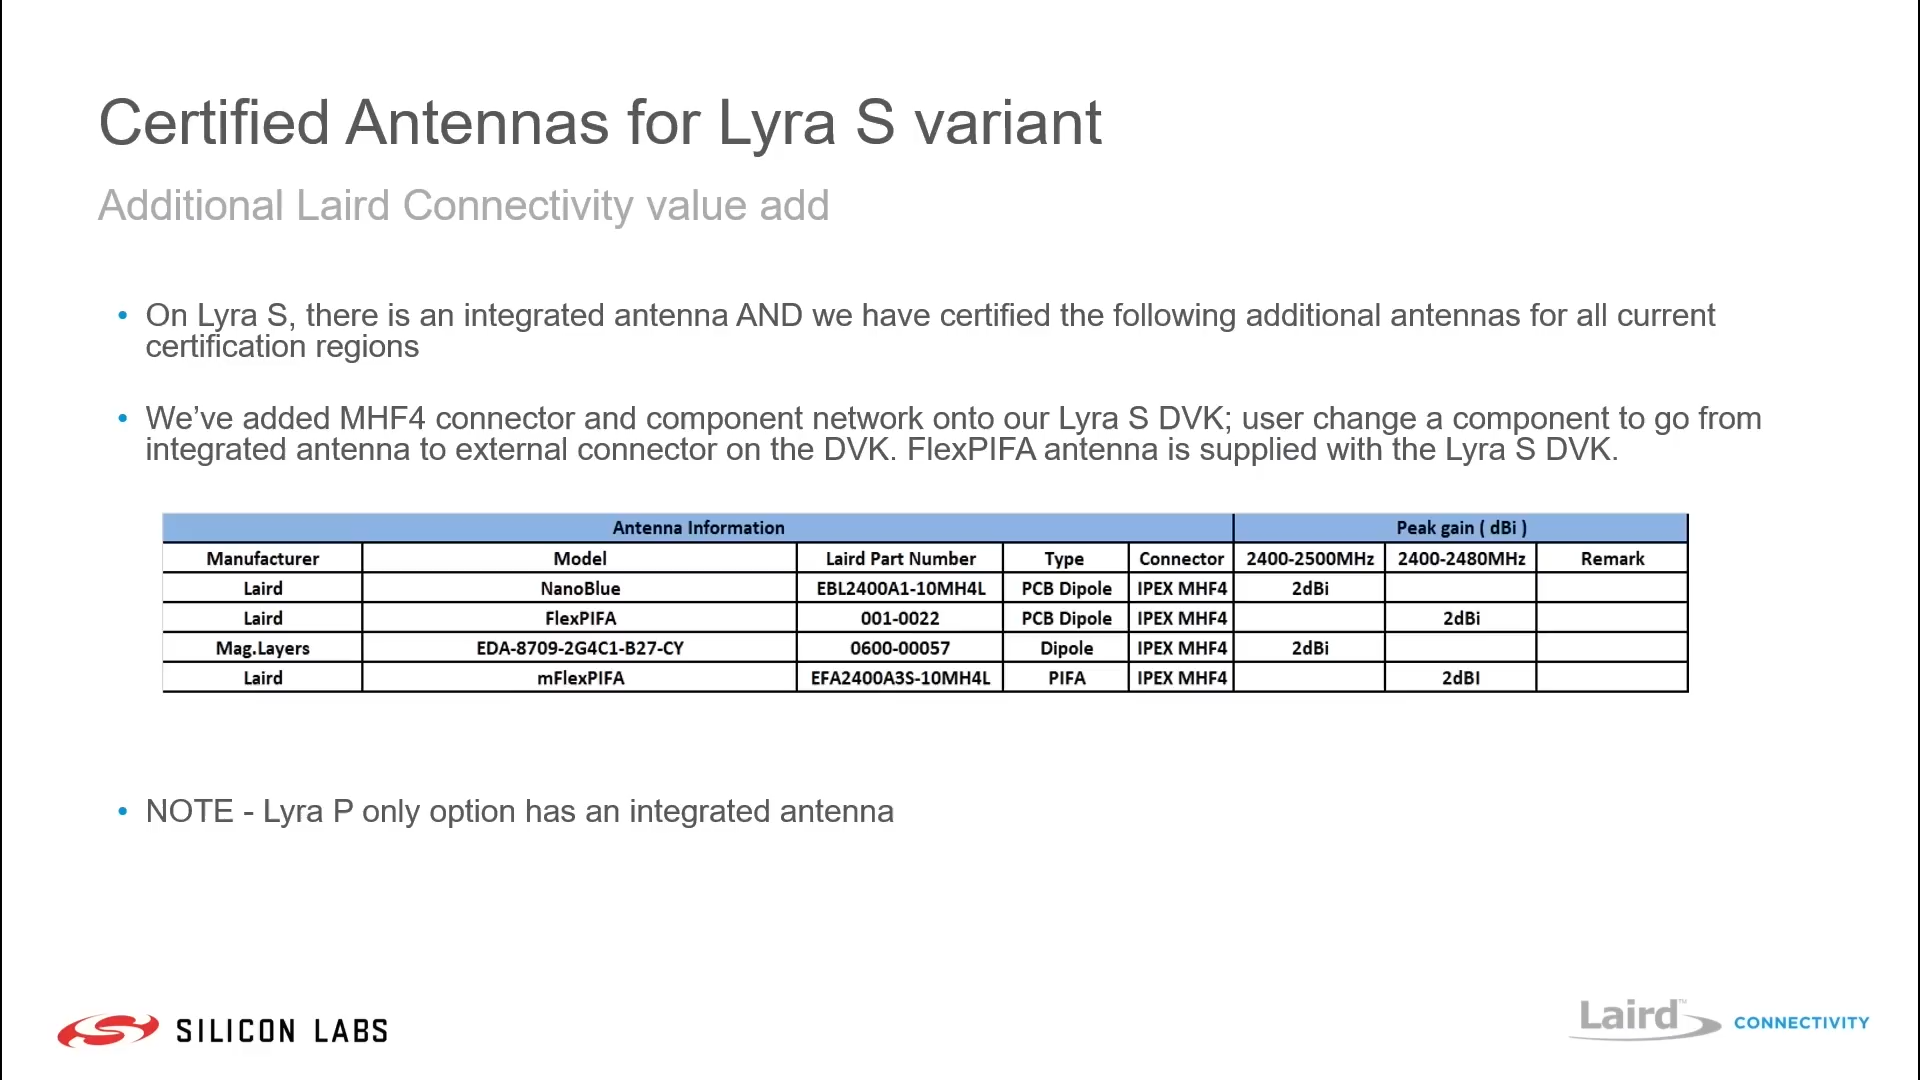 Certified Antennas for Lyra S variant
Additional Laird Connectivity value add
• On Lyra S, there is an integrated antenna AND we have certified the following additional antennas for all current
certification regions
• We’ve added MHF4 connector and component network onto our Lyra S DVK; user change a component to go from
integrated antenna to external connector on the DVK. FlexPIFA antenna is supplied with the Lyra S DVK.
Antenna Information Peak gain ( dBi )
Manufacturer Model Laird Part Number Type Connector 2400-2500MHz 2400-2480MHz Remark
Laird NanoBlue EBL2400A1-10MH4L PCB Dipole IPEX MHF4 2dBi
Laird FlexPIFA 001-0022 PCB Dipole IPEX MHF4 2dBi
Mag.Layers EDA-8709-2G4C1-B27-CY 0600-00057 Dipole IPEX MHF4 2dBi
Laird mFlexPIFA EFA2400A3S-10MH4L PIFA IPEX MHF4 2dBI
• NOTE - Lyra P only option has an integrated antenna
SILICON LABS
Laird™ CONNECTIVITY